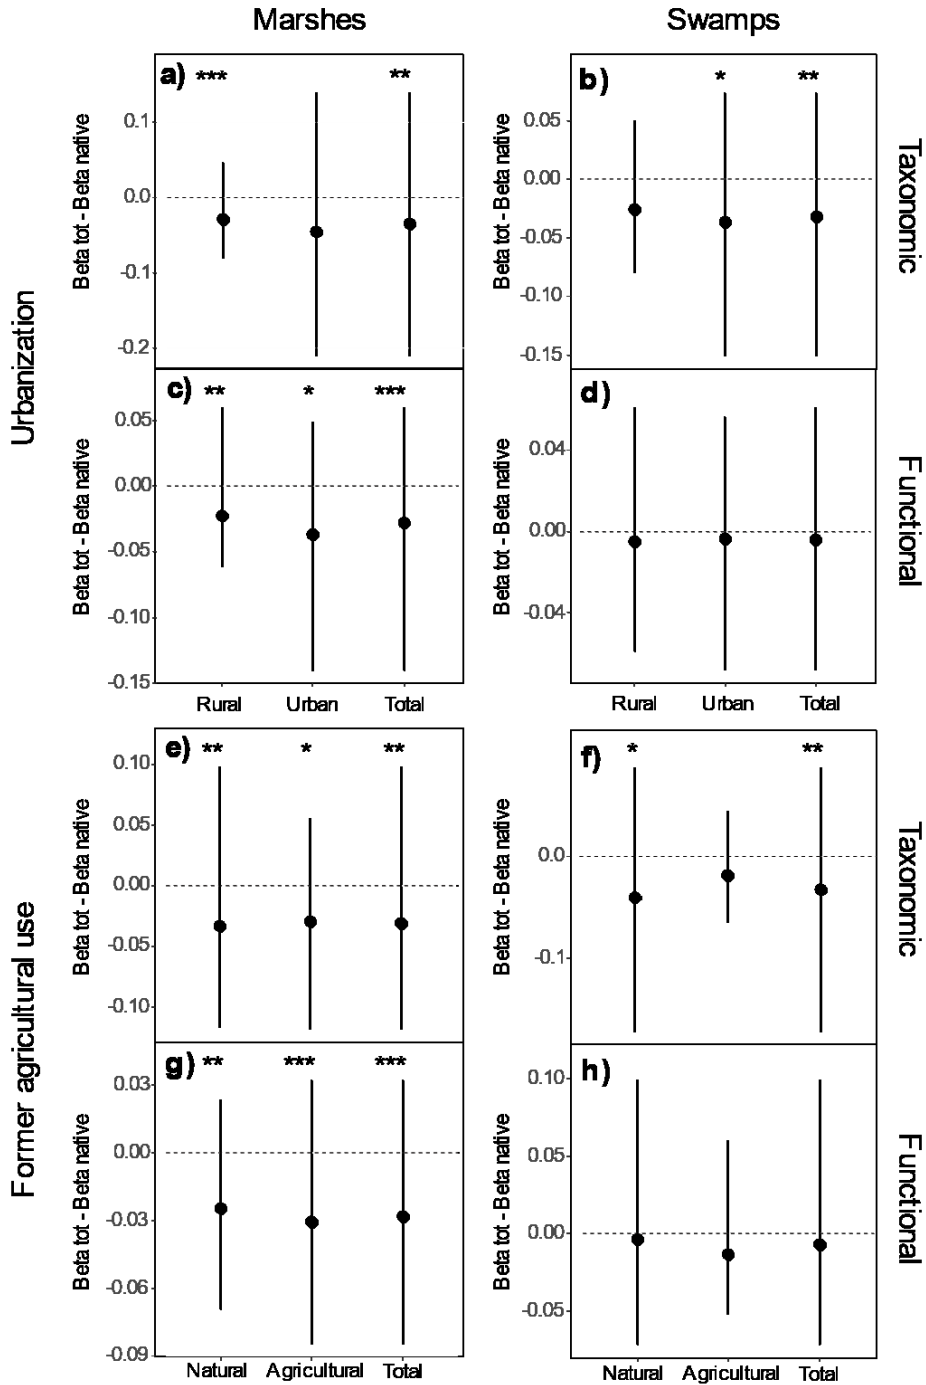 Marshes
Swamps
Urbanization
Former agricultural use
a)
***
**
Beta tot - Beta native
0.1
0.0
-0.1
-0.2
b)
*
**
Beta tot - Beta native
0.05
0.00
-0.05
-0.10
-0.15
Taxonomic
c)
**
*
***
Beta tot - Beta native
0.05
0.00
-0.05
-0.10
-0.15
Rural
Urban
Total
d)
Beta tot - Beta native
0.04
0.00
-0.04
Rural
Urban
Total
Functional
e)
**
*
**
Beta tot - Beta native
0.10
0.05
0.00
-0.05
-0.10
f)
*
**
Beta tot - Beta native
0.0
-0.1
Taxonomic
g)
**
***
***
Beta tot - Beta native
0.03
0.00
-0.03
-0.06
-0.09
Natural
Agricultural
Total
h)
Beta tot - Beta native
0.10
0.05
0.00
-0.05
Natural
Agricultural
Total
Functional